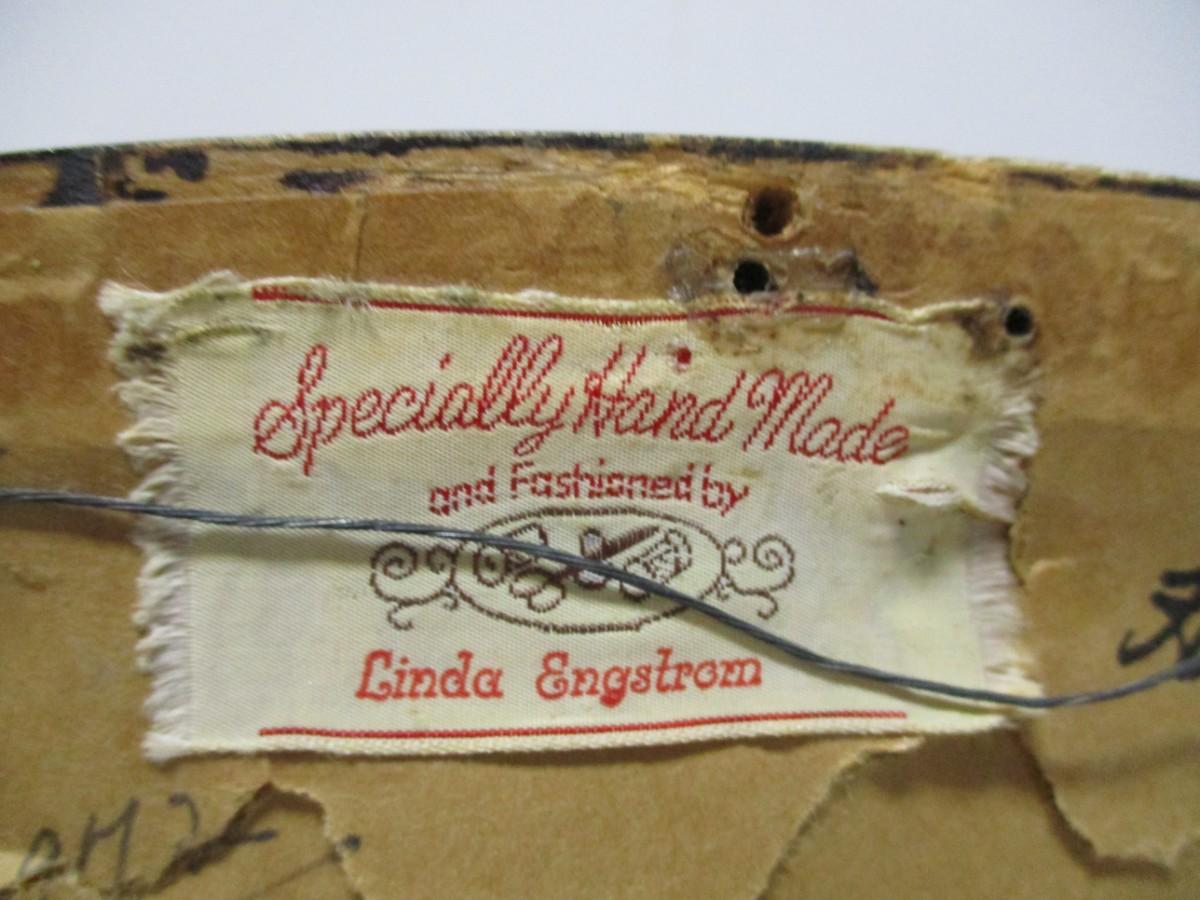 Specially Hand Made
and Fashioned by
Linda Engstrom